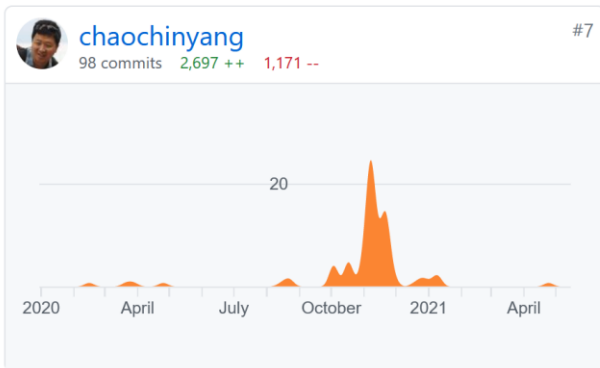 chaochinyang
#7
98 commits 2,697 ++ 1,171 --
20
2020 April July October 2021 April